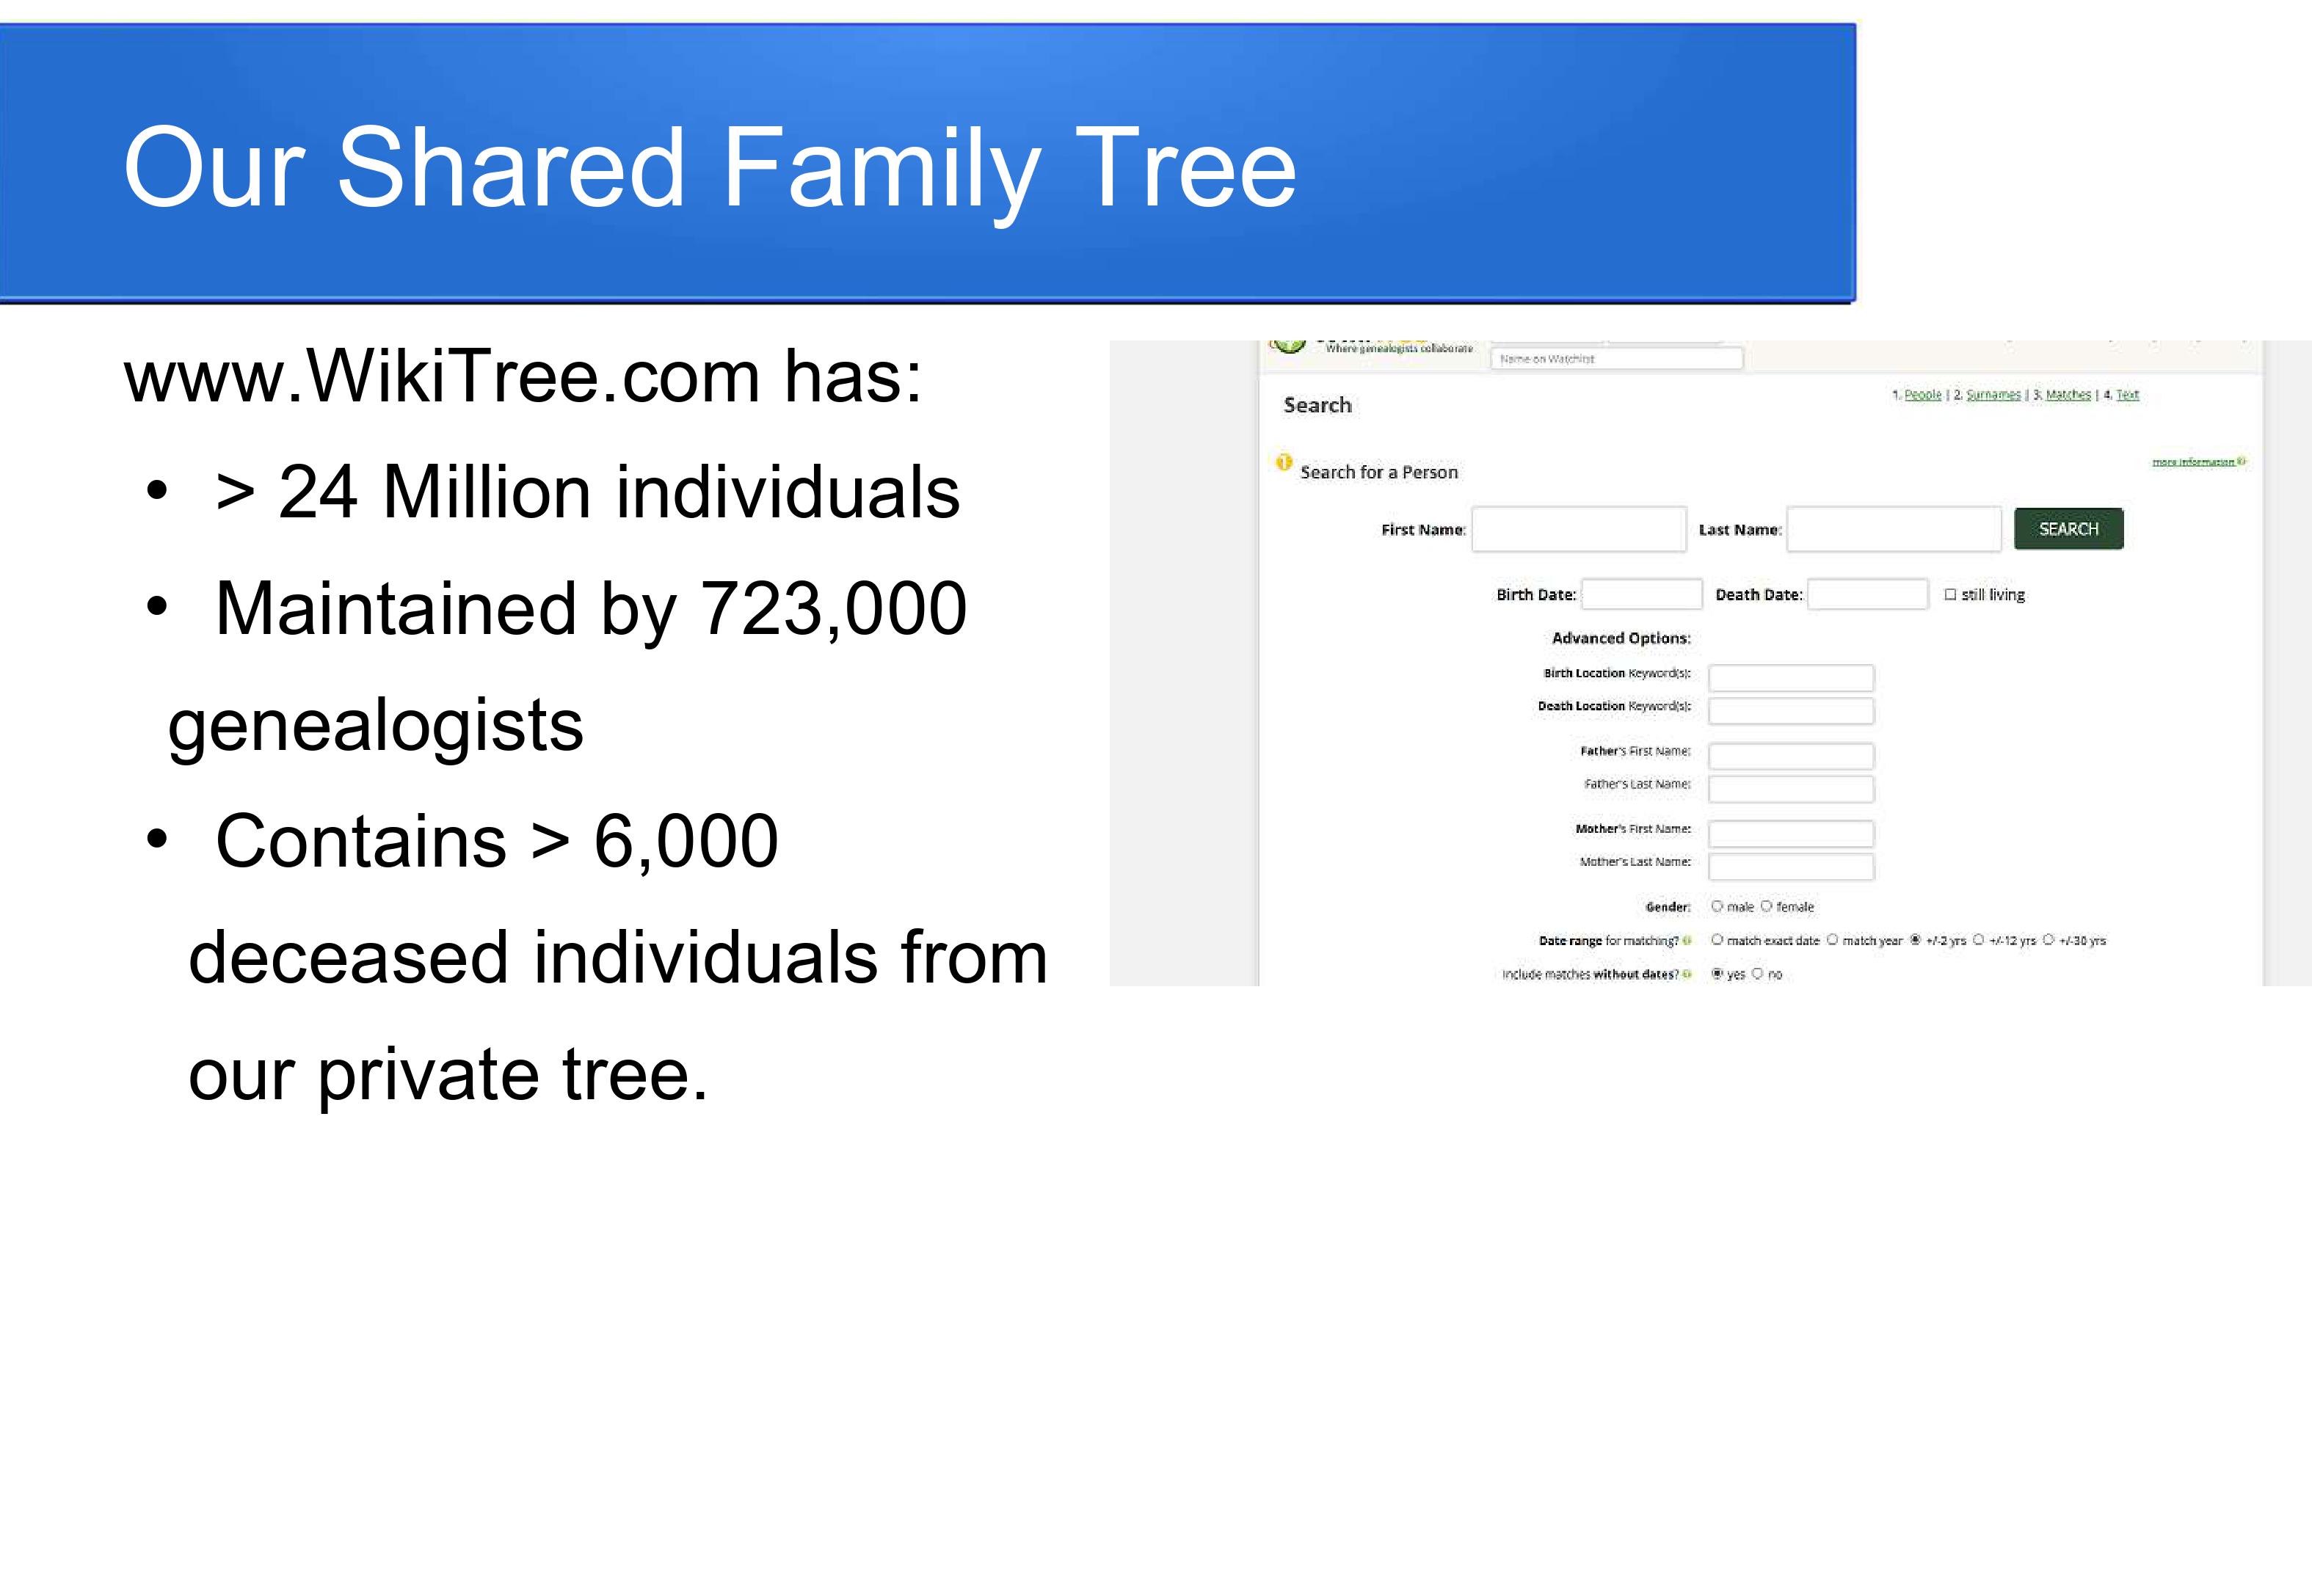 Our Shared Family Tree
www.WikiTree.com has:
• > 24 Million individuals
• Maintained by 723,000
genealogists
• Contains > 6,000
deceased individuals from
our private tree.
Where genealogists collaborate
Name on Watchlist
Search
1. People | 2. Surnames | 3. Matches | 4. Text
1
Search for a Person
more information
First Name:
Last Name:
SEARCH
Birth Date:
Death Date:
still living
Advanced Options:
Birth Location Keyword(s):
Death Location Keyword(s):
Father's First Name:
Father's Last Name:
Mother's First Name:
Mother's Last Name:
Gender: male female
Date range for matching? match exact date match year +/-2 yrs +/-12 yrs +/-30 yrs
Include matches without dates? yes no